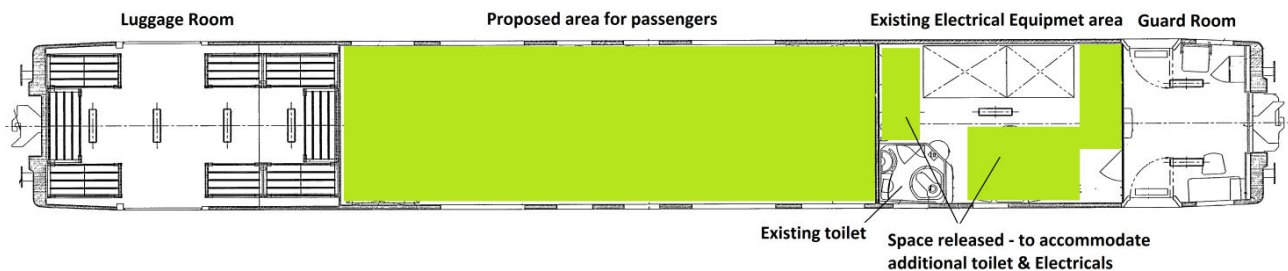 Luggage Room
Proposed area for passengers
Existing Electrical Equipmet area
Guard Room
Existing toilet
Space released - to accommodate
additional toilet & Electricals